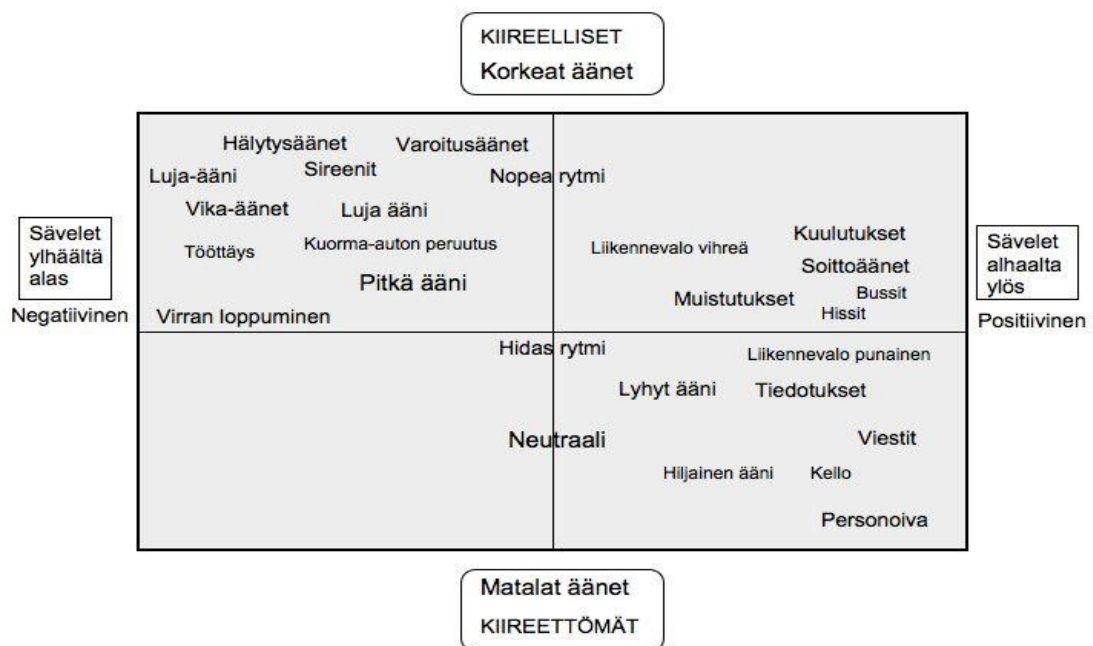 KIIREELLISET
Korkeat äänet
Hälytysäänet
Varoitusäänet
Luja-ääni
Sireenit
Nopea rytmi
Vika-äänet
Luja ääni
Tööttäys
Kuorma-auton peruutus
Liikennevalo vihreä
Kuulutukset
Soittoäänet
Pitkä ääni
Muistutukset
Bussit
Hissit
Virran loppuminen
Sävelet
ylhäältä
alas
Negatiivinen
Sävelet
alhaalta
ylös
Positiivinen
Hidas rytmi
Liikennevalo punainen
Lyhyt ääni
Tiedotukset
Neutraali
Viestit
Hiljainen ääni
Kello
Personoiva
Matalat äänet
KIIREETTÖMÄT